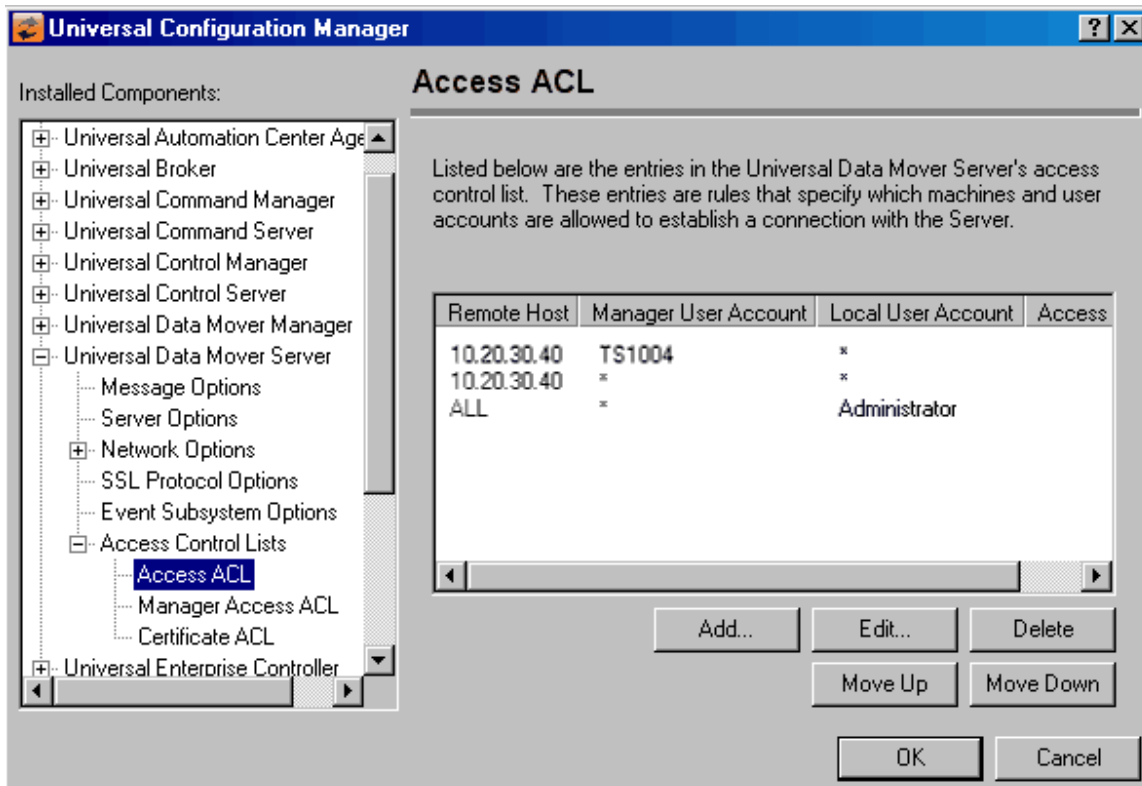 Universal Configuration Manager
Installed Components:
Universal Automation Center Age
Universal Broker
Universal Command Manager
Universal Command Server
Universal Control Manager
Universal Control Server
Universal Data Mover Manager
Universal Data Mover Server
Message Options
Server Options
Network Options
SSL Protocol Options
Event Subsystem Options
Access Control Lists
Access ACL
Manager Access ACL
Certificate ACL
Universal Enterprise Controller
Access ACL
Listed below are the entries in the Universal Data Mover Server's access
control list. These entries are rules that specify which machines and user
accounts are allowed to establish a connection with the Server.
Remote Host Manager User Account Local User Account Access
10.20.30.40 TS1004 *
10.20.30.40 * *
ALL * Administrator
Add... Edit... Delete
Move Up Move Down
OK Cancel